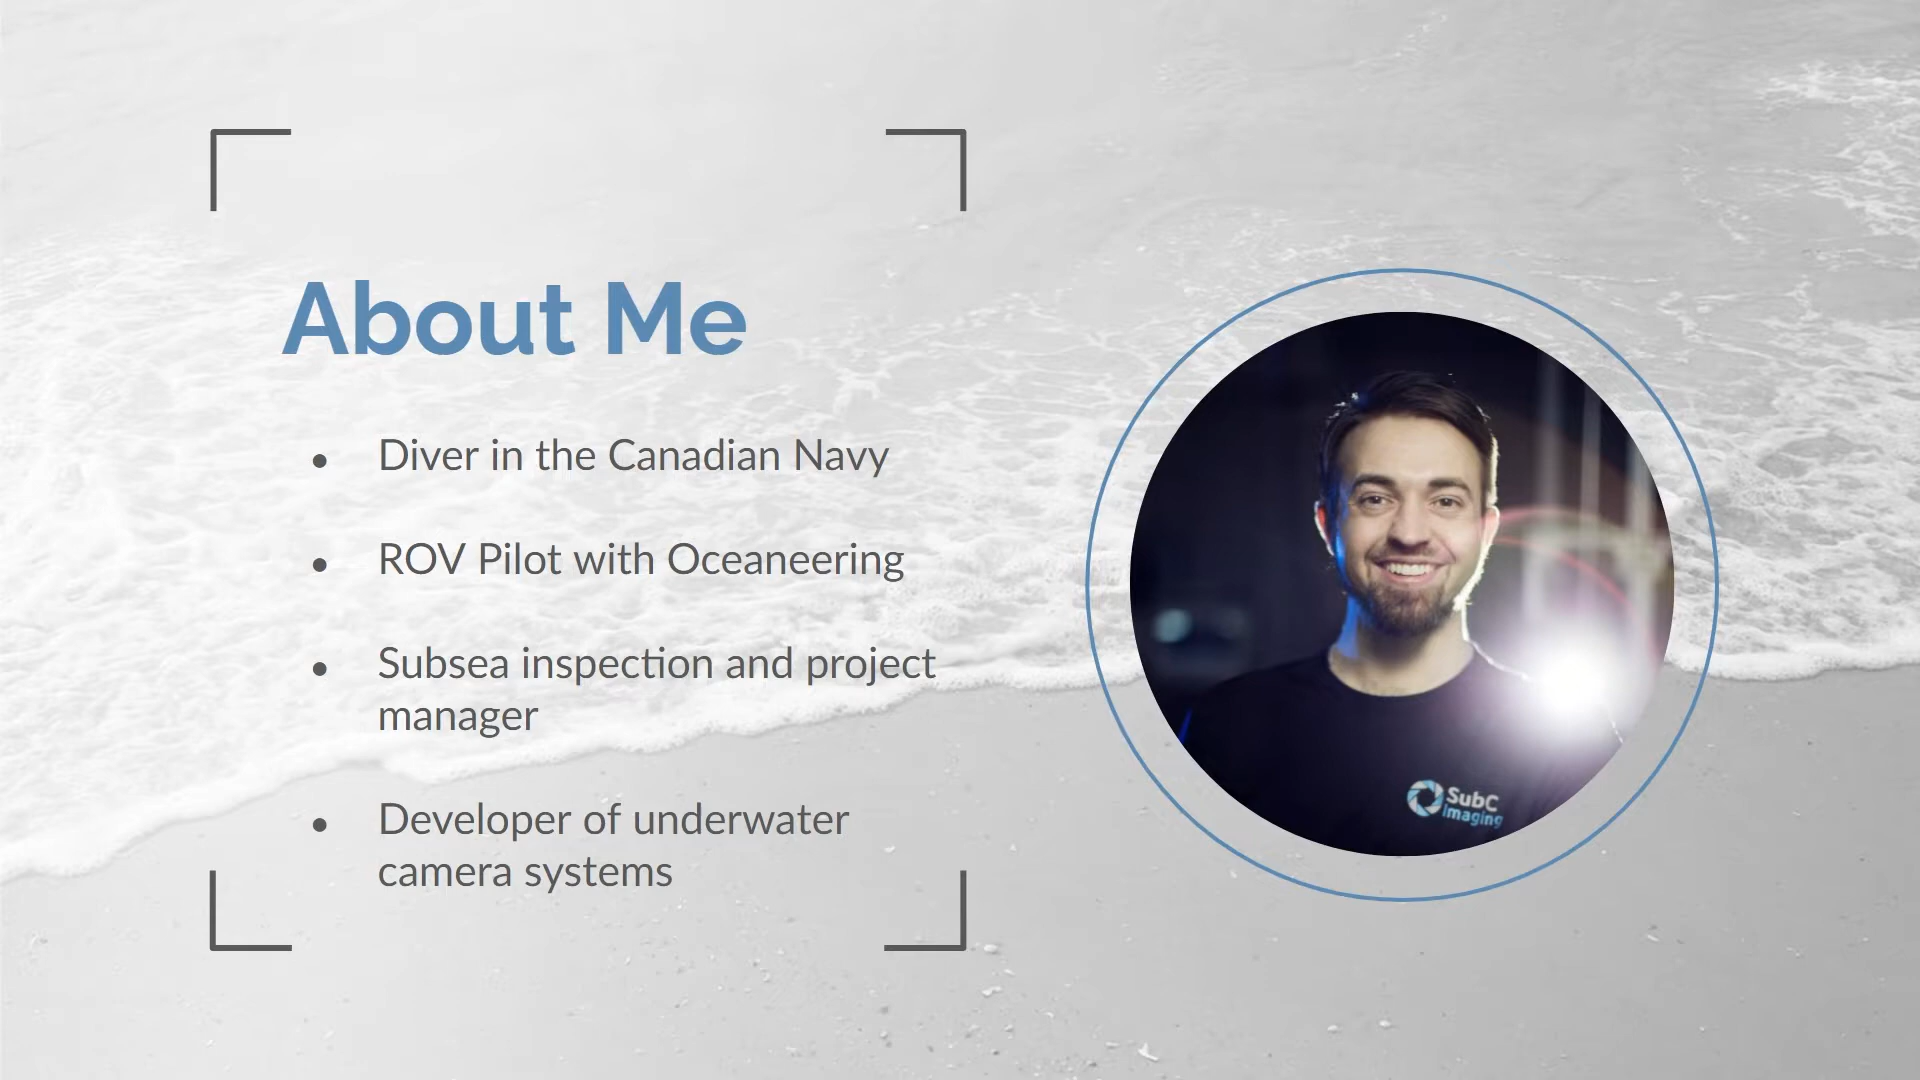 About Me
● Diver in the Canadian Navy
● ROV Pilot with Oceaneering
● Subsea inspection and project
manager
● Developer of underwater
camera systems
SubC
imaging